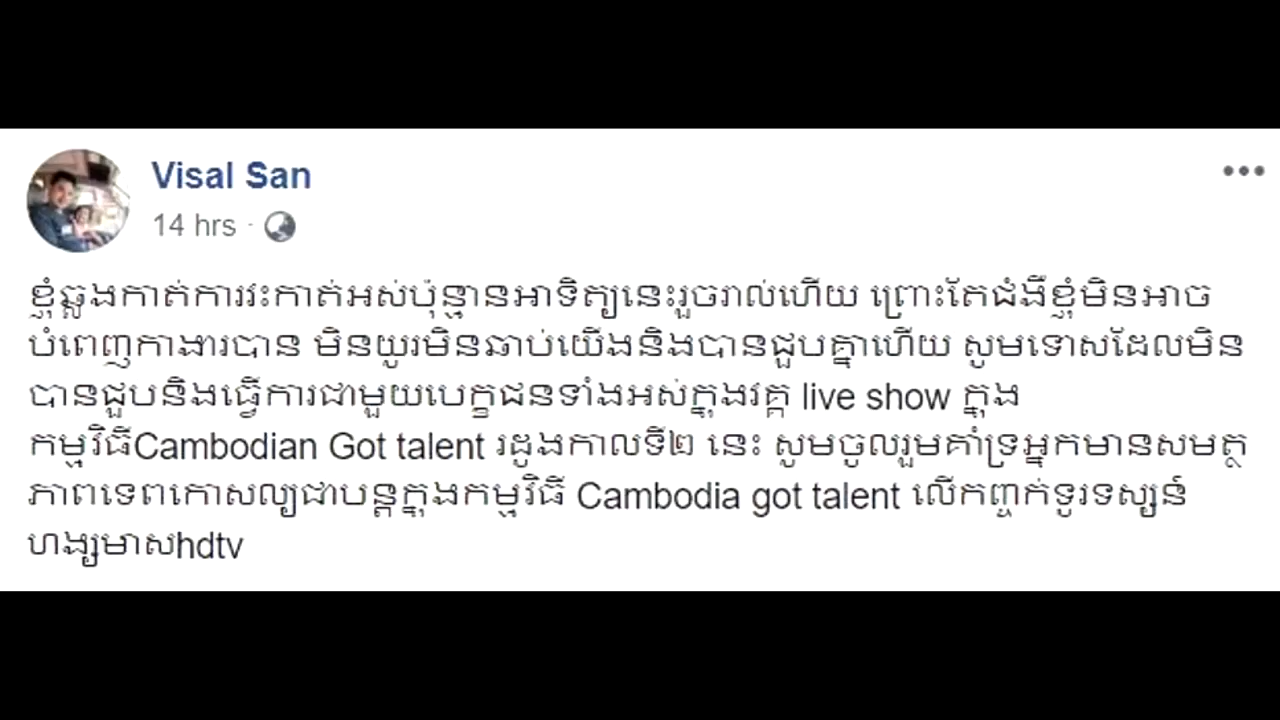 Visal San
14 hrs ·
ខ្ញុំឆ្លងកាត់ការវះកាត់អស់ប៉ុន្មានអាទិត្យនេះរួចរាល់ហើយ ព្រោះតែជំងឺខ្ញុំមិនអាច
បំពេញកាងារបាន មិនយូរមិនឆាប់យើងនិងបានជួបគ្នាហើយ សូមទោសដែលមិន
បានជួបនិងធ្វើការជាមួយបេក្ខជនទាំងអស់ក្នុងវគ្គ live show ក្នុង
កម្មវិធីCambodian Got talent រដូងកាលទី២ នេះ សូមចូលរួមគាំទ្រអ្នកមានសមត្ថ
ភាពទេពកោសល្យជាបន្តក្នុងកម្មវិធី Cambodia got talent លើកញ្ចក់ទូរទស្សន៍
ហង្សមាសhdtv